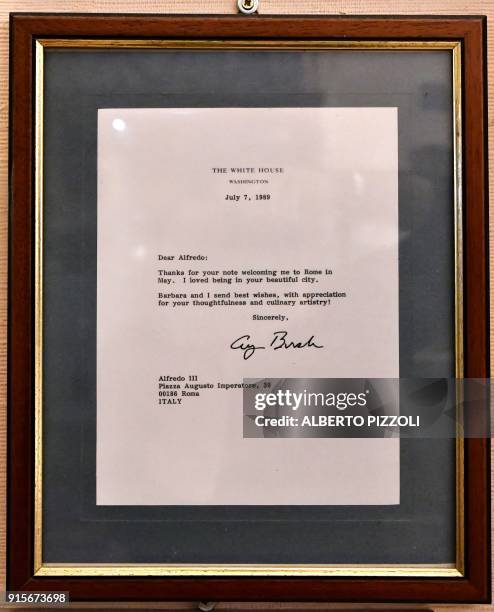 THE WHITE HOUSE
WASHINGTON
July 7, 1989
Dear Alfredo:
Thanks for your note welcoming me to Rome in
May. I loved being in your beautiful city.
Barbara and I send best wishes, with appreciation
for your thoughtfulness and culinary artistry!
Sincerely,
Bush
Alfredo III
Piazza Augusto Imperatore, 30
00186 Roma
ITALY
gettyimages
ALBERTO PIZZOLI
915673698